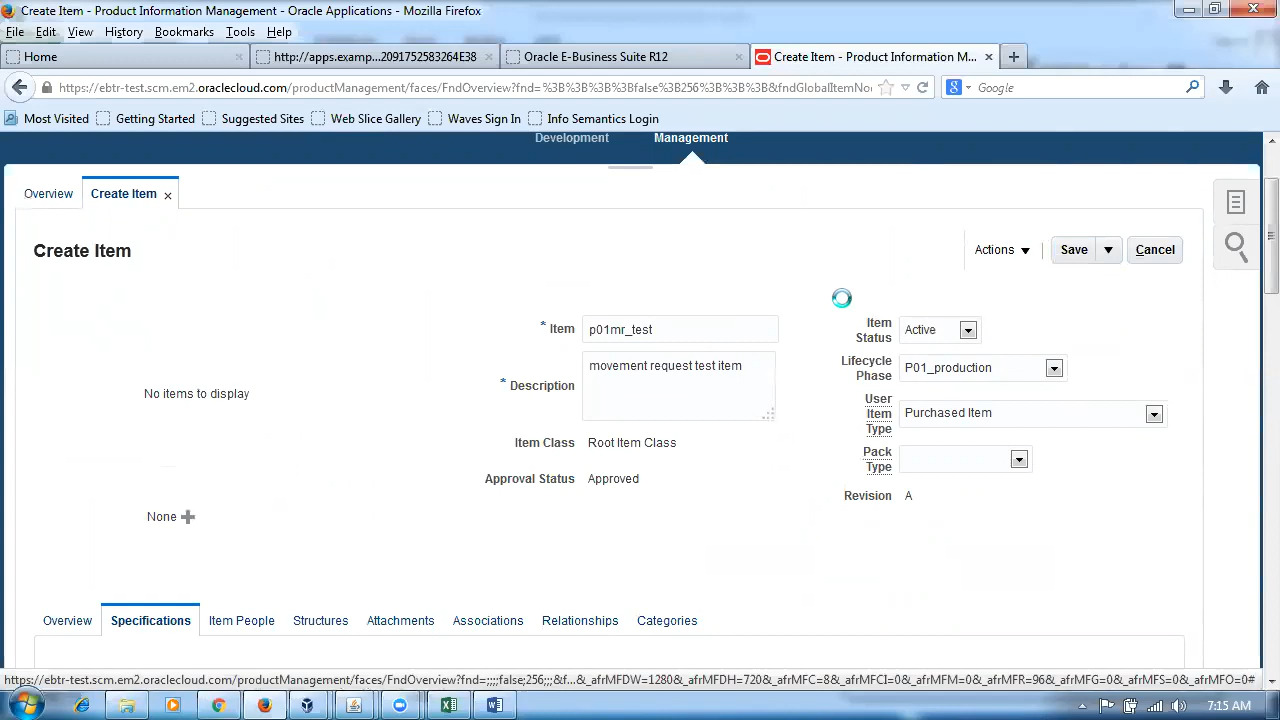 Create Item - Product Information Management - Oracle Applications - Mozilla Firefox
File Edit View History Bookmarks Tools Help
Home
http://apps.examp...2091752583264E38
Oracle E-Business Suite R12
Create Item - Product Information M...
https://ebtr-test.scm.em2.oraclecloud.com/productManagement/faces/FndOverview?fnd=%3B%3B%3B%3Bfalse%3B256%3B%3B%3B&fndGlobalItemNod
Google
Most Visited Getting Started Suggested Sites Web Slice Gallery Waves Sign In Info Semantics Login
Development Management
Overview Create Item
Create Item
Actions Save Cancel
* Item p01mr_test
* Description movement request test item
Item Class Root Item Class
Approval Status Approved
No items to display
None
Item Status Active
Lifecycle Phase P01_production
User Item Type Purchased Item
Pack Type
Revision A
Overview Specifications Item People Structures Attachments Associations Relationships Categories
https://ebtr-test.scm.em2.oraclecloud.com/productManagement/faces/FndOverview?fnd=;;;;false;256;;;&f..&_afrMFDW=1280&_afrMFDH=720&_afrMFC=8&_afrMFCI=0&_afrMFM=0&_afrMFR=96&_afrMFG=0&_afrMFS=0&_afrMFO=0#
7:15 AM